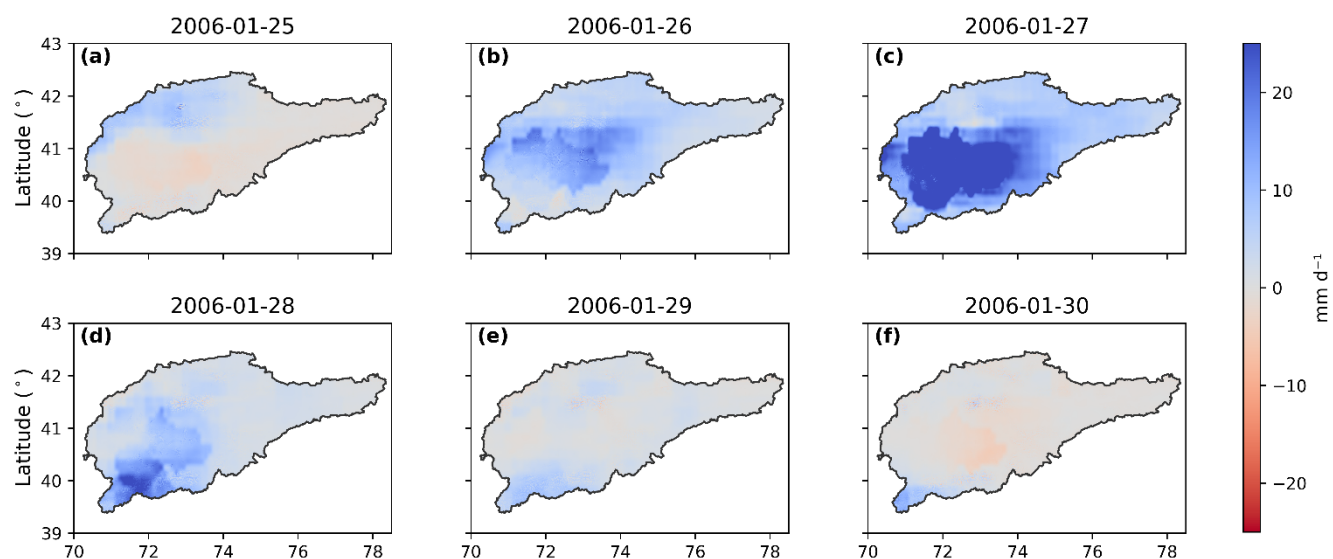 2006-01-25
2006-01-26
2006-01-27
(a)
(b)
(c)
43
42
41
40
39
Latitude ( ° )
2006-01-28
2006-01-29
2006-01-30
(d)
(e)
(f)
43
42
41
40
39
Latitude ( ° )
70 72 74 76 78
70 72 74 76 78
70 72 74 76 78
20
10
0
−10
−20
mm d⁻¹